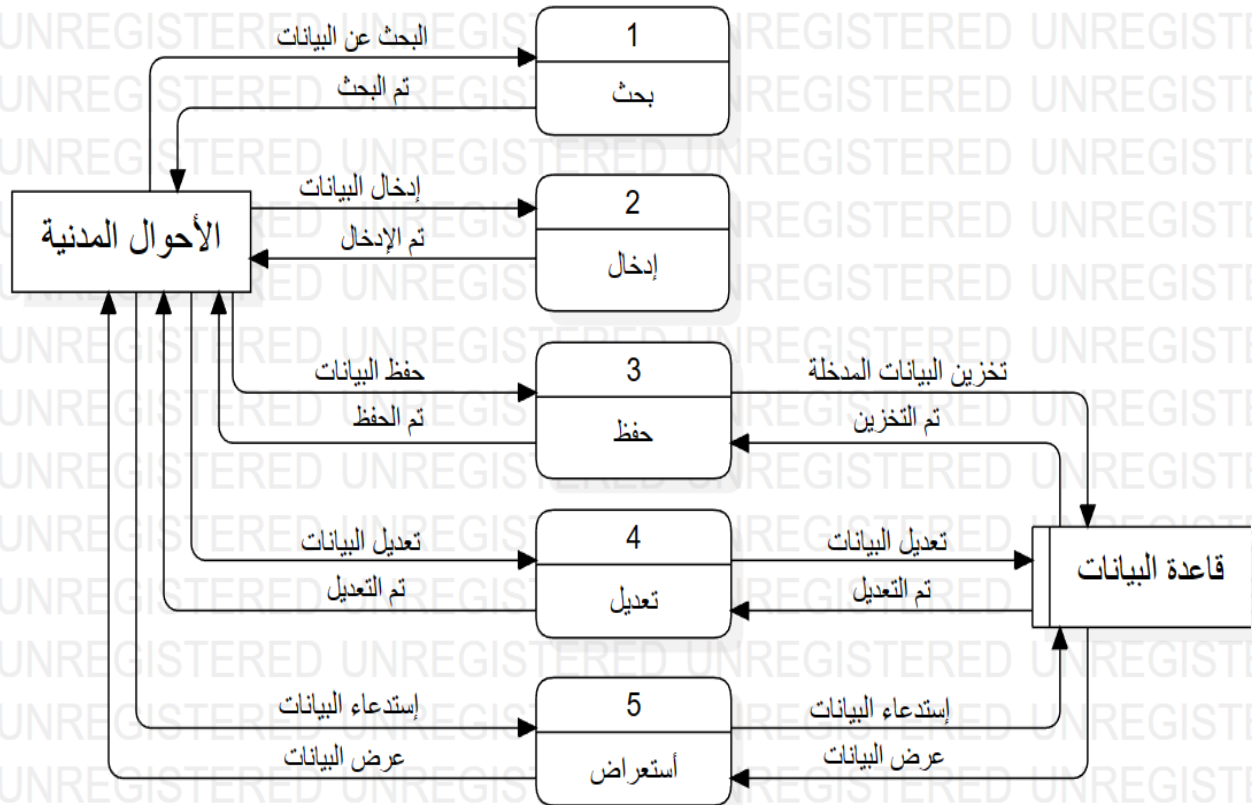 البحث عن البيانات
1
تم البحث
بحث
إدخال البيانات
2
الأحوال المدنية
تم الإدخال
إدخال
حفظ البيانات
3
تخزين البيانات المدخلة
تم الحفظ
حفظ
تم التخزين
تعديل البيانات
4
تعديل البيانات
قاعدة البيانات
تم التعديل
تعديل
تم التعديل
إستدعاء البيانات
5
إستدعاء البيانات
عرض البيانات
أستعراض
عرض البيانات
UNREGISTERED UNREGISTERED UNREGISTERED